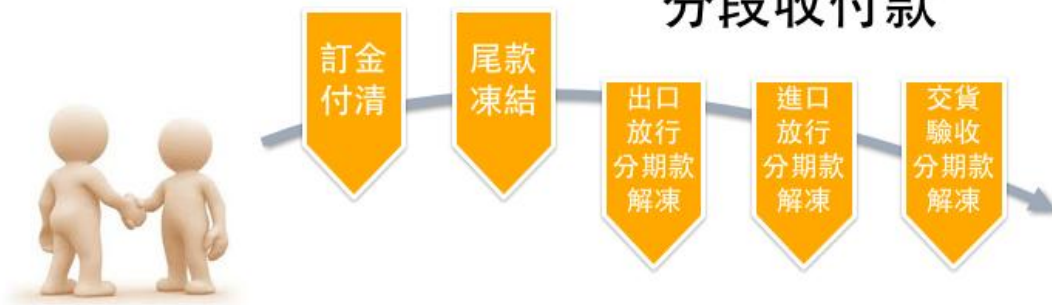 分段收付款
訂金
付清
尾款
凍結
出口
放行
分期款
解凍
進口
放行
分期款
解凍
交貨
驗收
分期款
解凍